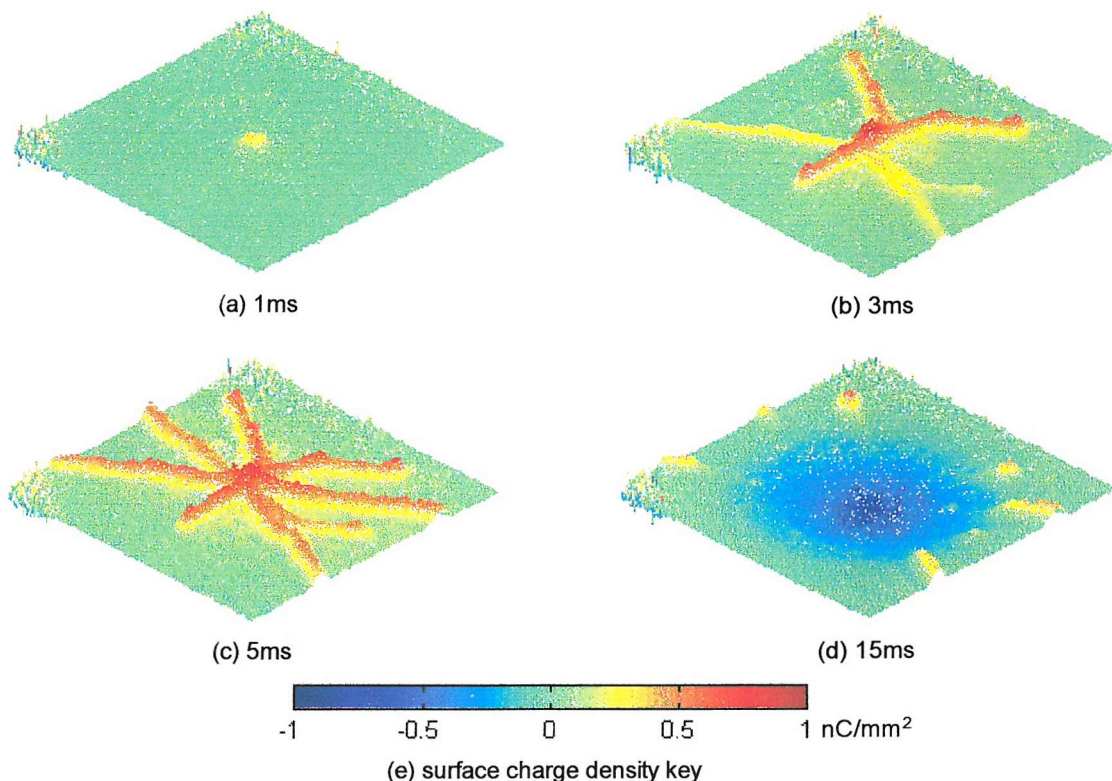 (a) 1ms
(b) 3ms
(c) 5ms
(d) 15ms
-1 -0.5 0 0.5 1 nC/mm²
(e) surface charge density key